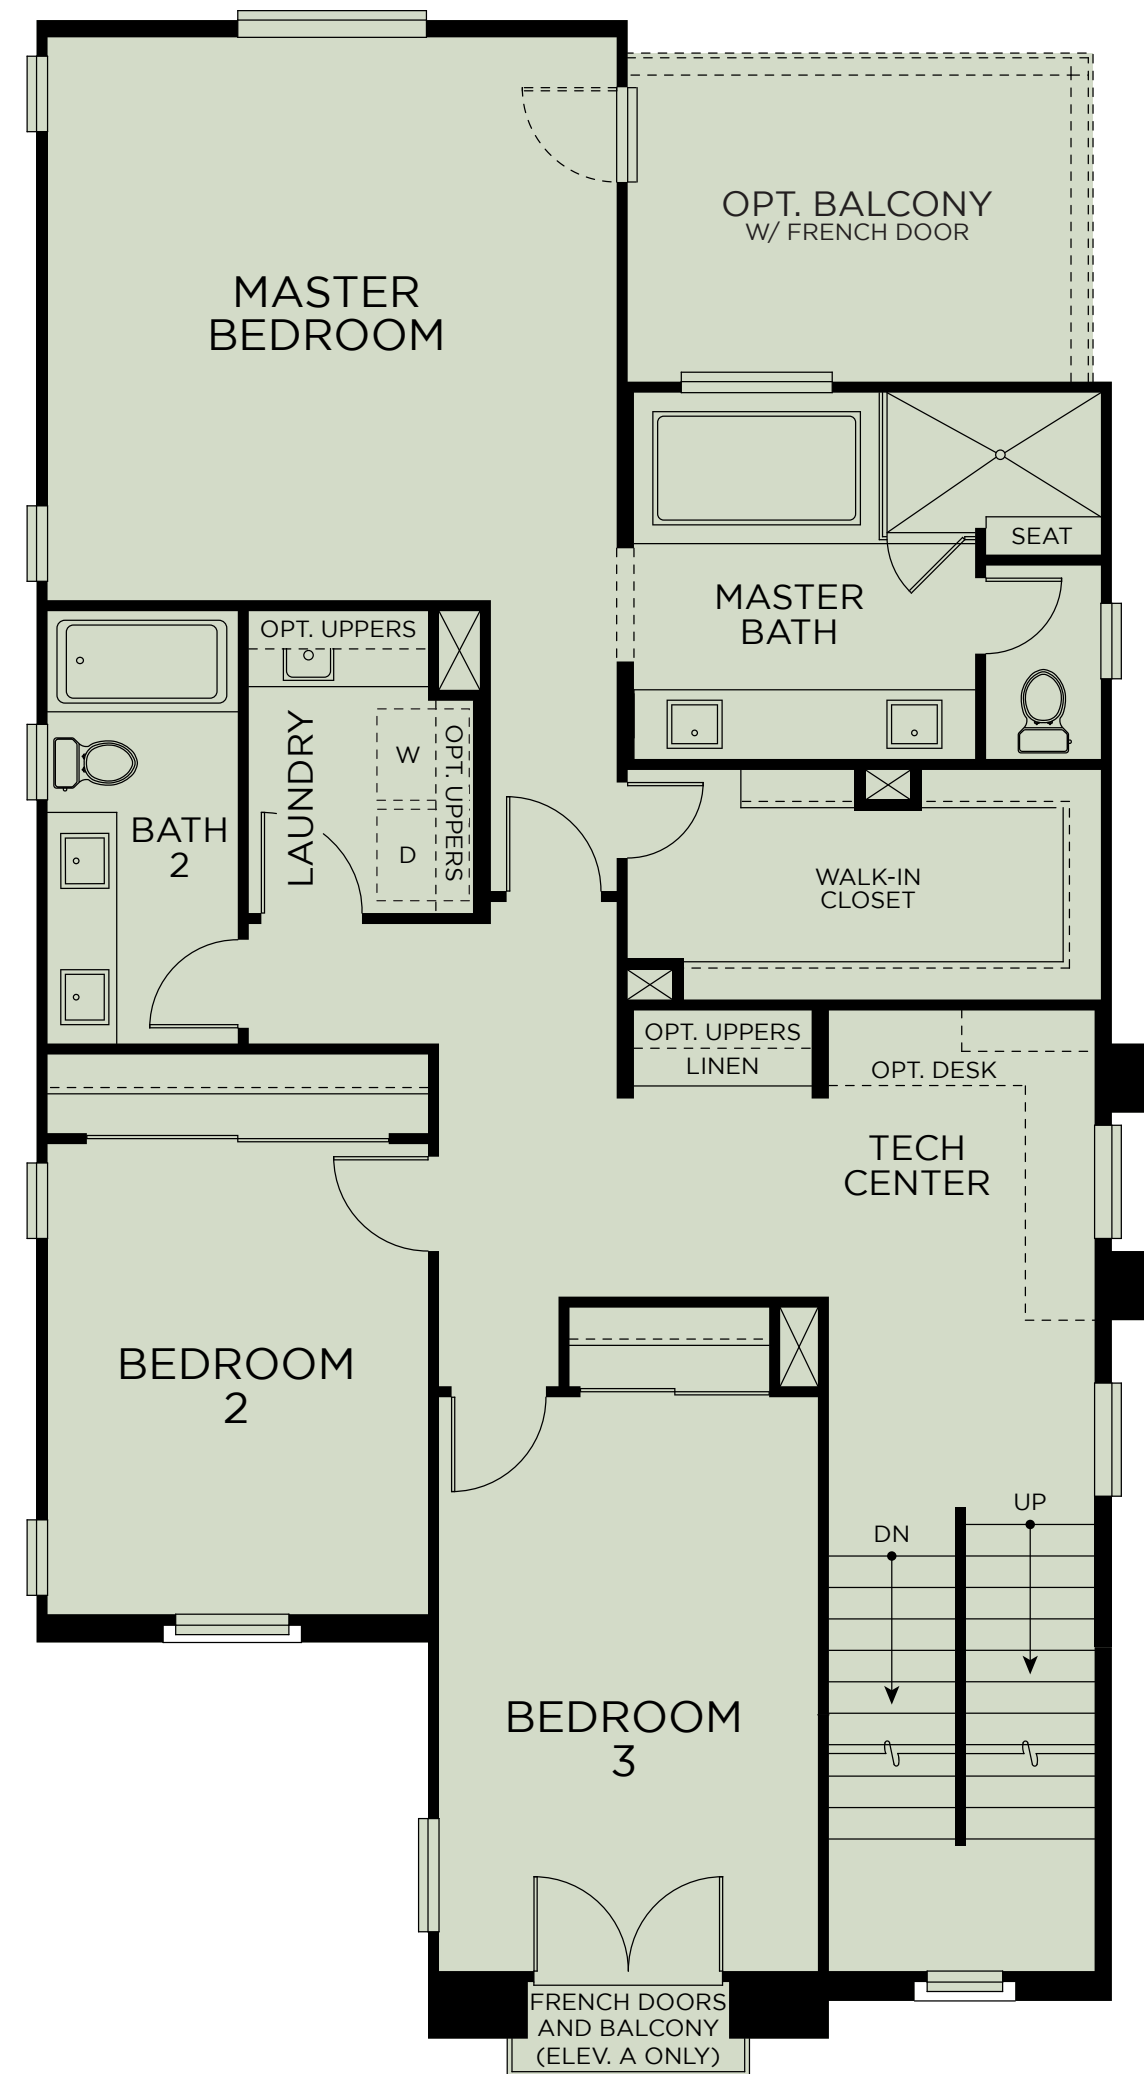 OPT. BALCONY
W/ FRENCH DOOR
MASTER
BEDROOM
SEAT
MASTER
BATH
OPT. UPPERS
LAUNDRY
W
D
OPT. UPPERS
BATH
2
WALK-IN
CLOSET
OPT. UPPERS
LINEN
OPT. DESK
TECH
CENTER
BEDROOM
2
UP
DN
BEDROOM
3
FRENCH DOORS
AND BALCONY
(ELEV. A ONLY)